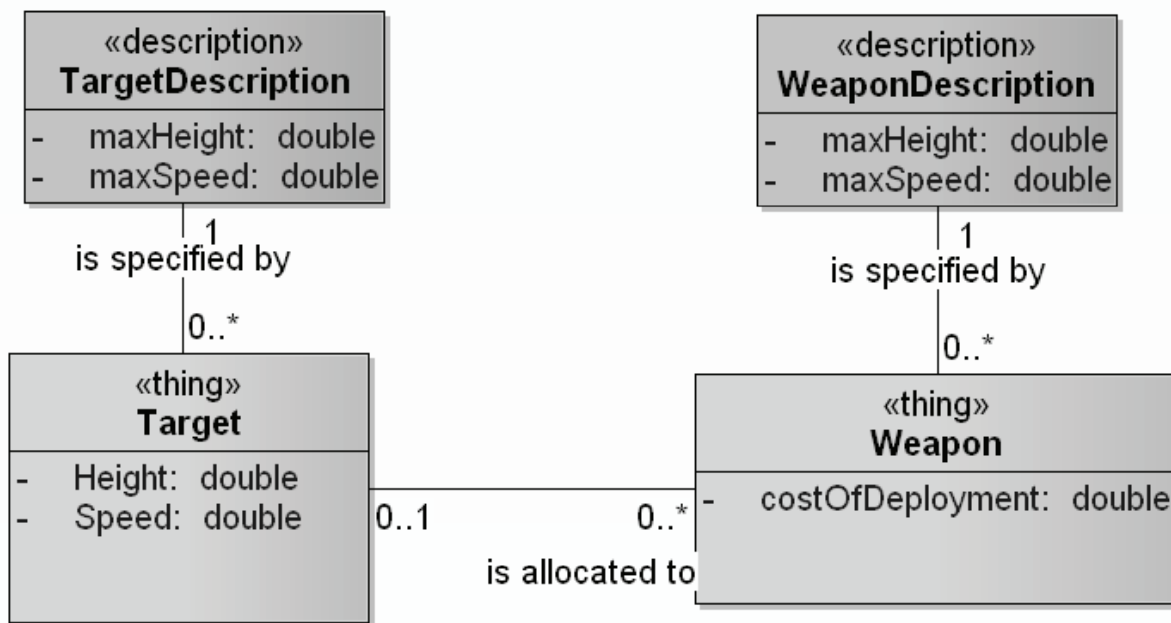 «description»
TargetDescription
- maxHeight: double
- maxSpeed: double
«description»
WeaponDescription
- maxHeight: double
- maxSpeed: double
1
is specified by
0..*
1
is specified by
0..*
«thing»
Target
- Height: double
- Speed: double
0..1
0..*
is allocated to
«thing»
Weapon
- costOfDeployment: double